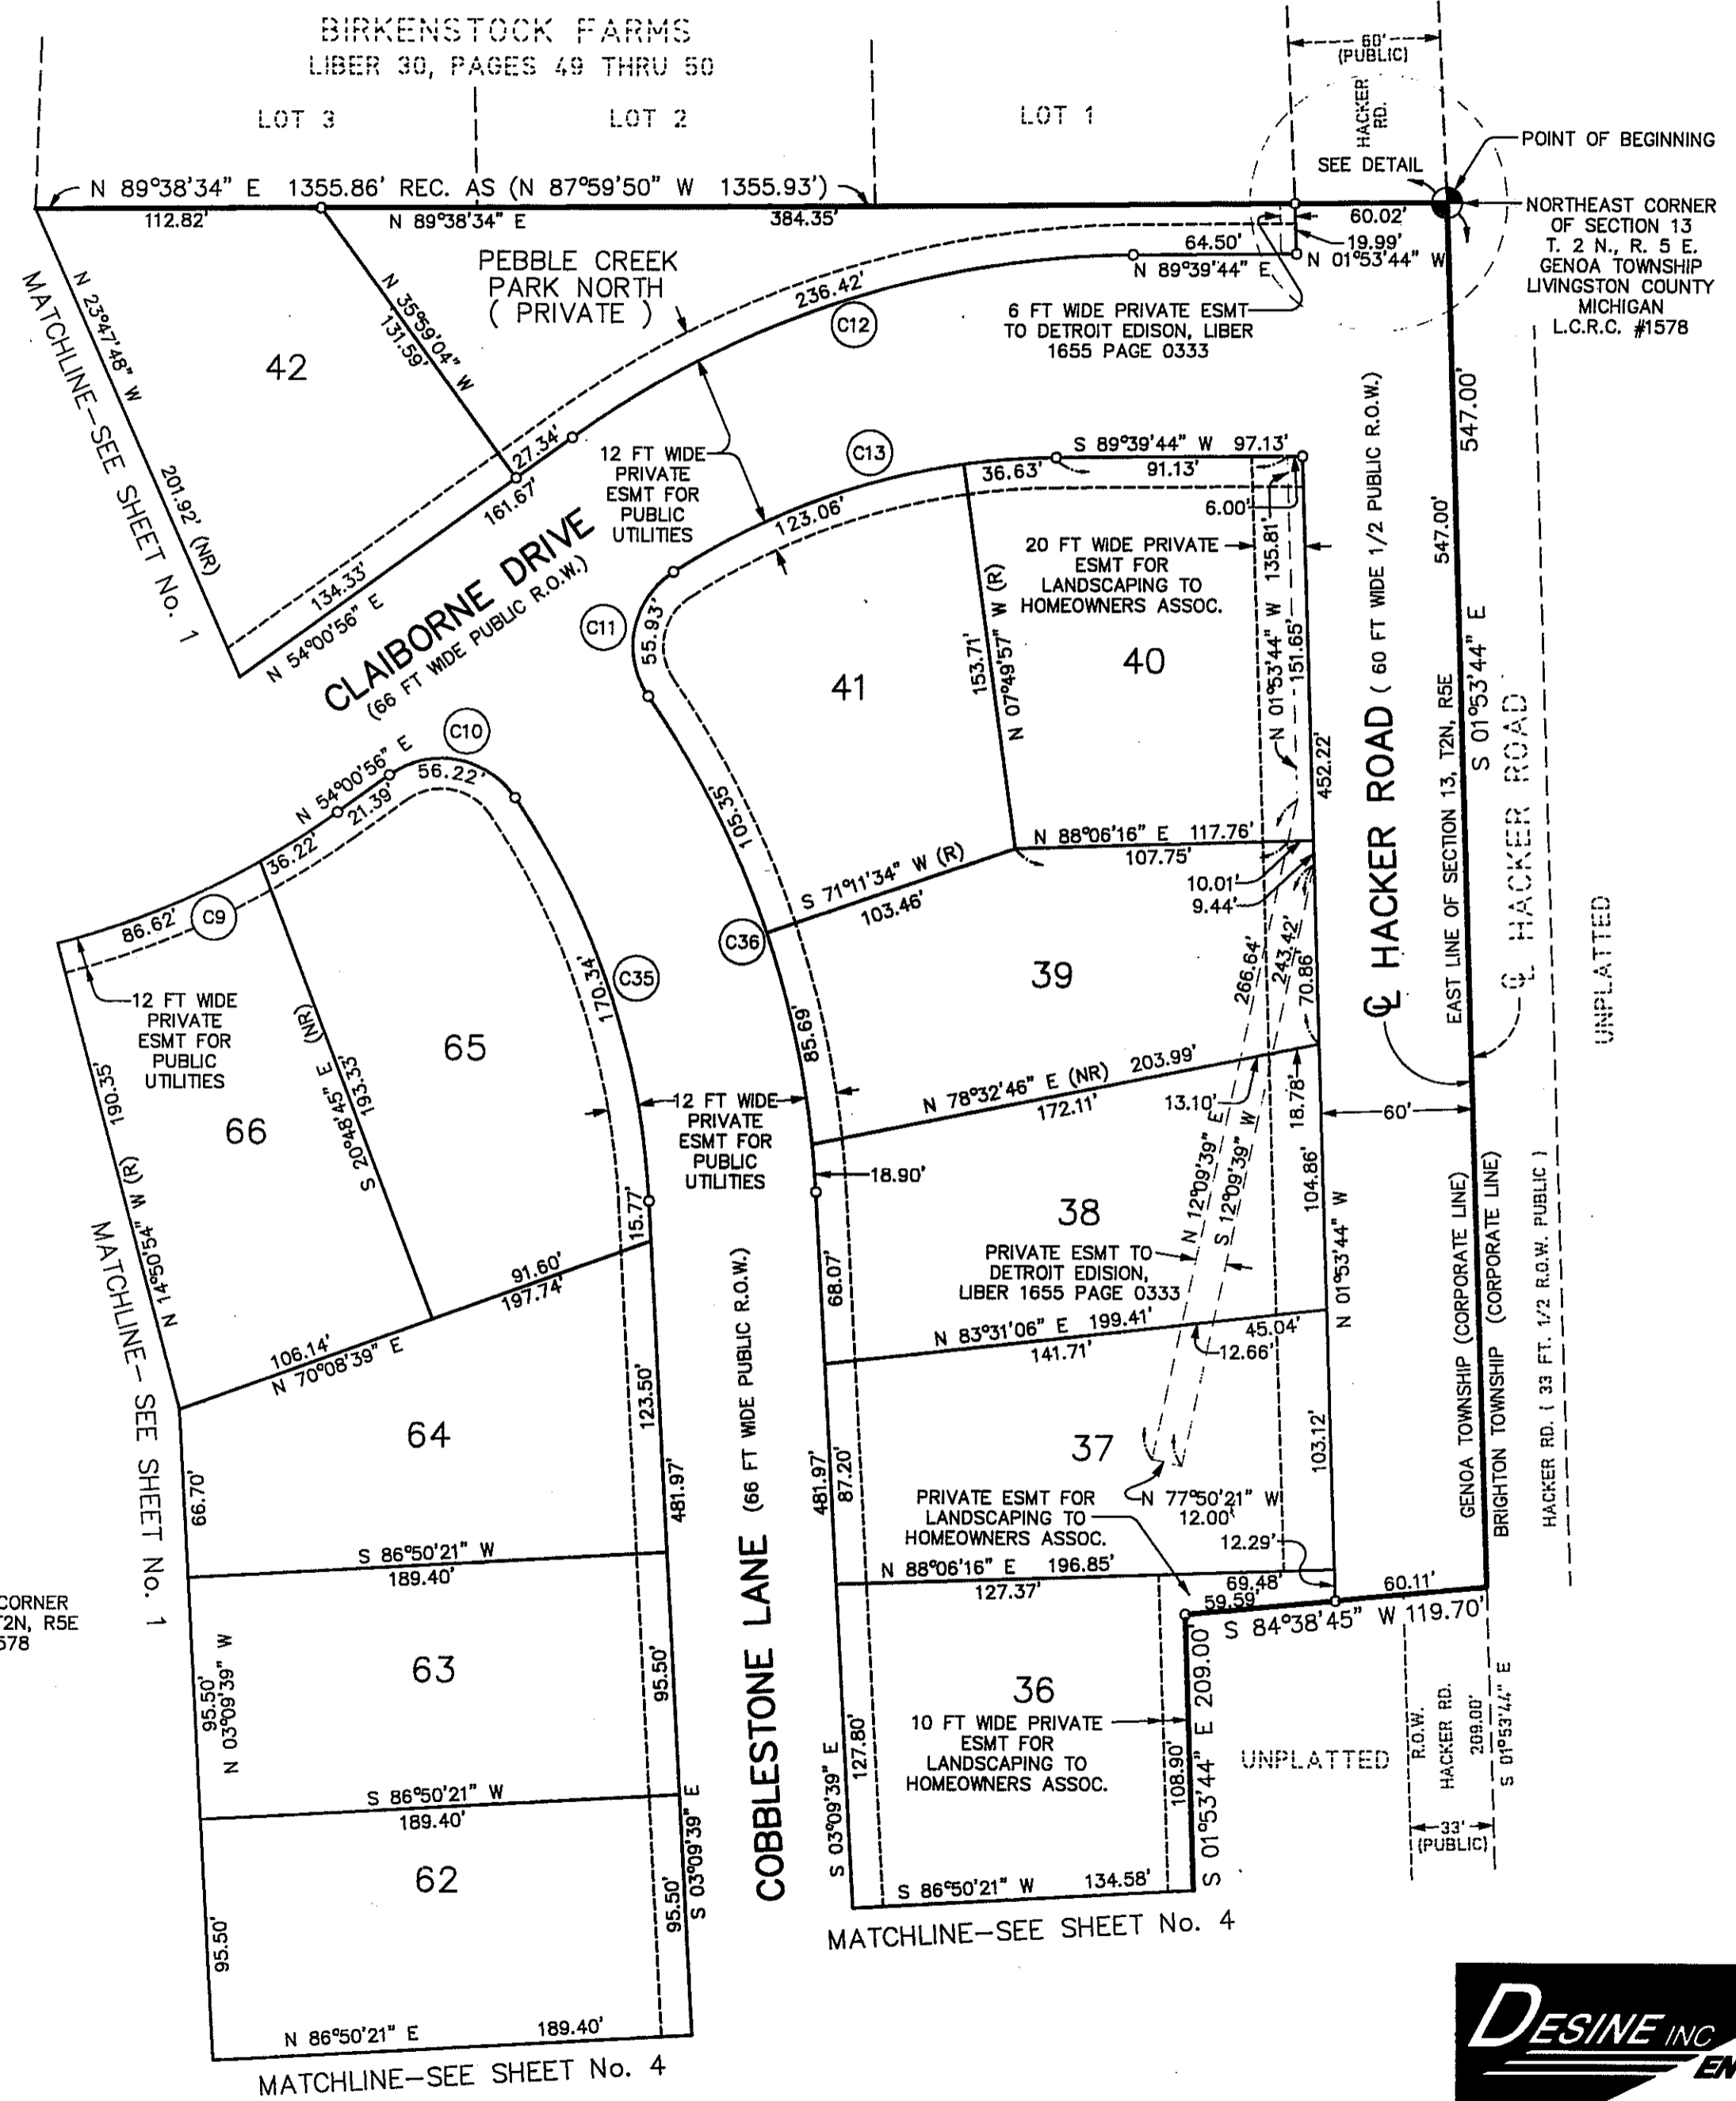 BIRKENSTOCK FARMS
LIBER 30, PAGES 49 THRU 50
LOT 3
LOT 2
LOT 1
60'
(PUBLIC)
HACKER
RD.
SEE DETAIL
POINT OF BEGINNING
N 89°38'34" E 1355.86' REC. AS (N 87°59'50" W 1355.93')
112.82'
N 89°38'34" E
384.35'
60.02'
NORTHEAST CORNER
OF SECTION 13
T. 2 N., R. 5 E.
GENOA TOWNSHIP
LIVINGSTON COUNTY
MICHIGAN
L.C.R.C. #1578
64.50'
19.99'
N 89°39'44" E
N 01°53'44" W
PEBBLE CREEK
PARK NORTH
( PRIVATE )
236.42'
C12
6 FT WIDE PRIVATE ESMT
TO DETROIT EDISON, LIBER
1655 PAGE 0333
MATCHLINE-SEE SHEET No. 1
N 23°47'48" W
201.92' (NR)
42
N 35°59'04" W
131.59'
27.34'
161.67'
134.33'
N 54°00'56" E
CLAIBORNE DRIVE
(66 FT WIDE PUBLIC R.O.W.)
12 FT WIDE
PRIVATE
ESMT FOR
PUBLIC
UTILITIES
C13
S 89°39'44" W 97.13'
36.63'
91.13'
123.06'
6.00'
135.81'
20 FT WIDE PRIVATE
ESMT FOR
LANDSCAPING TO
HOMEOWNERS ASSOC.
C11
55.93'
41
153.71'
N 07°49'57" W (R)
40
N 01°53'44" W
151.65'
452.22'
HACKER ROAD ( 60 FT WIDE 1/2 PUBLIC R.O.W.)
547.00'
547.00'
S 01°53'44" E
EAST LINE OF SECTION 13, T2N, R5E
HACKER ROAD
UNPLATTED
C10
N 54°00'56" E
56.22'
21.39'
36.22'
86.62'
C9
105.35'
N 88°06'16" E 117.76'
107.75'
S 71°11'34" W (R)
103.46'
10.01'
9.44'
C36
C35
170.34'
39
266.64'
243.42'
70.86'
12 FT WIDE
PRIVATE
ESMT FOR
PUBLIC
UTILITIES
65
S 20°48'45" E (NR)
193.33'
190.35'
N 14°50'54" W (R)
66
85.69'
12 FT WIDE
PRIVATE
ESMT FOR
PUBLIC
UTILITIES
N 78°32'46" E (NR) 203.99'
172.11'
13.10'
18.78'
60'
18.90'
N 12°09'39" E
S 12°09'39" W
104.86'
38
PRIVATE ESMT TO
DETROIT EDISION,
LIBER 1655 PAGE 0333
N 01°53'44" W
GENOA TOWNSHIP (CORPORATE LINE)
BRIGHTON TOWNSHIP (CORPORATE LINE)
HACKER RD. ( 33 FT. 1/2 R.O.W. PUBLIC )
MATCHLINE- SEE SHEET No. 1
15.77'
91.60'
197.74'
106.14'
N 70°08'39" E
68.07'
N 83°31'06" E 199.41'
141.71'
45.04'
12.66'
64
123.50'
481.97'
66.70'
COBBLESTONE LANE (66 FT WIDE PUBLIC R.O.W.)
481.97'
87.20'
37
103.12'
N 77°50'21" W
12.00'
PRIVATE ESMT FOR
LANDSCAPING TO
HOMEOWNERS ASSOC.
12.29'
S 86°50'21" W
189.40'
N 88°06'16" E 196.85'
127.37'
69.48'
59.59'
60.11'
S 84°38'45" W 119.70'
CORNER
T2N, R5E
578
63
95.50'
N 03°09'39" W
95.50'
36
10 FT WIDE PRIVATE
ESMT FOR
LANDSCAPING TO
HOMEOWNERS ASSOC.
127.80'
S 03°09'39" E
108.90'
S 01°53'44" E 209.00'
UNPLATTED
R.O.W.
HACKER RD.
209.00'
S 01°53'44" E
33'
(PUBLIC)
S 86°50'21" W
189.40'
62
95.50'
95.50'
S 03°09'39" E
S 86°50'21" W 134.58'
MATCHLINE-SEE SHEET No. 4
N 86°50'21" E 189.40'
MATCHLINE-SEE SHEET No. 4
DESINE INC
EN